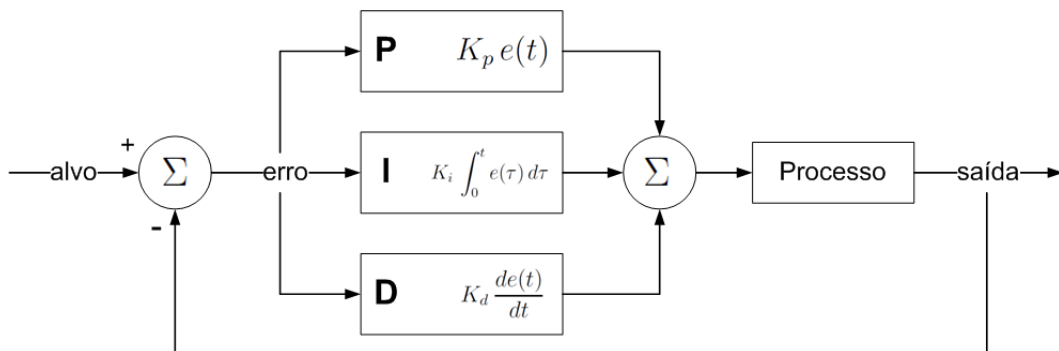 P K_p e(t)
+
alvo Σ erro I K_i ∫_0^t e(τ) dτ Σ Processo saída
-
D K_d de(t)/dt